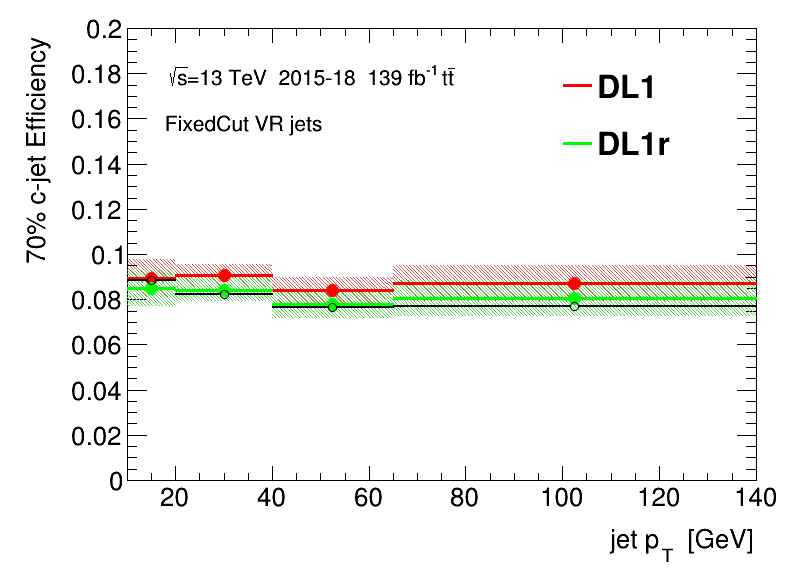 70% c-jet Efficiency
0.2
0.18
0.16
0.14
0.12
0.1
0.08
0.06
0.04
0.02
0
√s=13 TeV 2015-18 139 fb⁻¹ tt̄
FixedCut VR jets
DL1
DL1r
20 40 60 80 100 120 140
jet p_T [GeV]